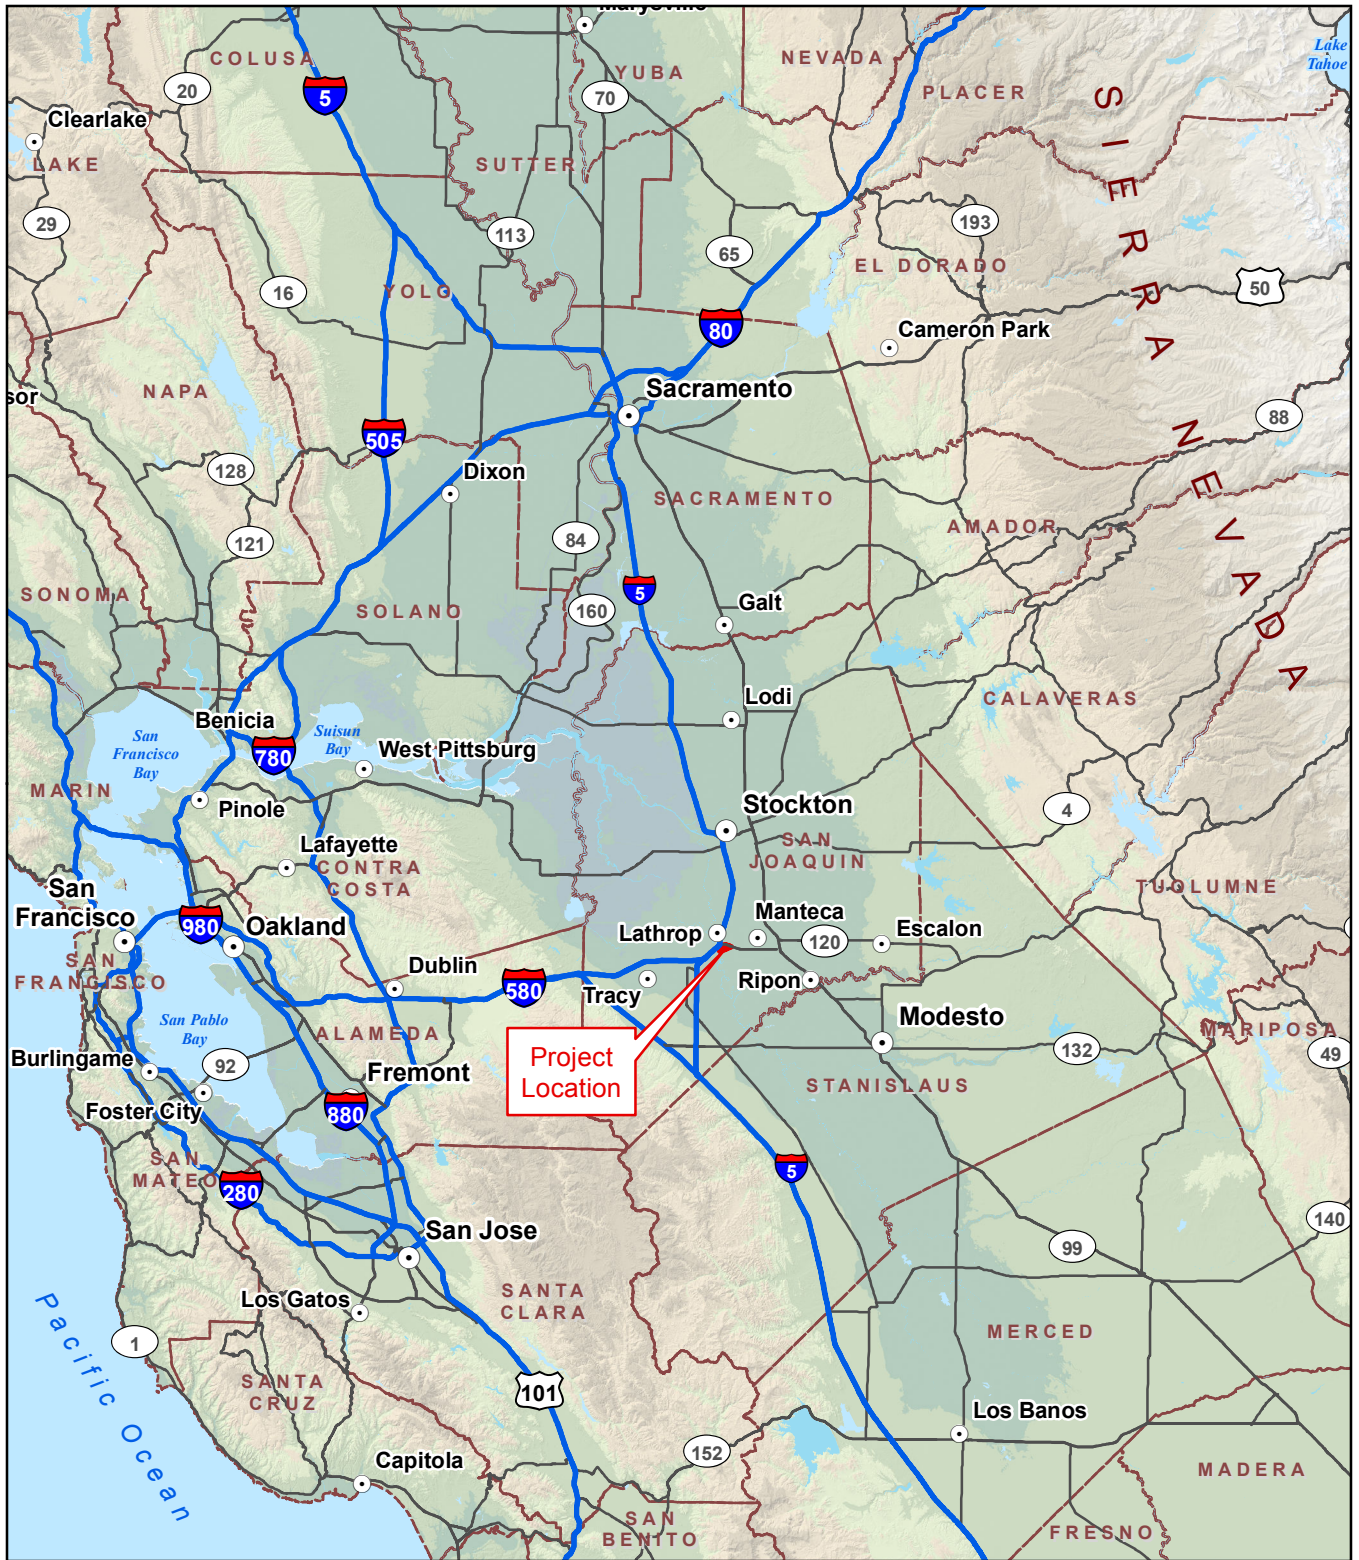 Marysville
Lake
Tahoe
NEVADA
COLUSA
YUBA
PLACER
5
20
70
SIERRA NEVADA
Clearlake
LAKE
SUTTER
29
113
193
65
EL DORADO
16
YOLO
50
80
Cameron Park
NAPA
sor
Sacramento
88
505
128
Dixon
SACRAMENTO
AMADOR
121
84
5
SONOMA
SOLANO
160
Galt
Lodi
CALAVERAS
Benicia
San
Francisco
Bay
Suisun
Bay
780
West Pittsburg
MARIN
Pinole
Stockton
4
SAN
JOAQUIN
Lafayette
CONTRA
COSTA
TUOLUMNE
San
Francisco
980
Oakland
Lathrop
Manteca
120
Escalon
SAN
FRANCISCO
Dublin
580
Tracy
Ripon
San Pablo
Bay
ALAMEDA
Modesto
MARIPOSA
Burlingame
92
Project
Location
132
49
Fremont
STANISLAUS
Foster City
880
SAN
MATEO
280
5
San Jose
140
99
SANTA
CLARA
Los Gatos
Pacific Ocean
1
MERCED
SANTA
CRUZ
101
Los Banos
152
Capitola
MADERA
SAN
BENITO
FRESNO